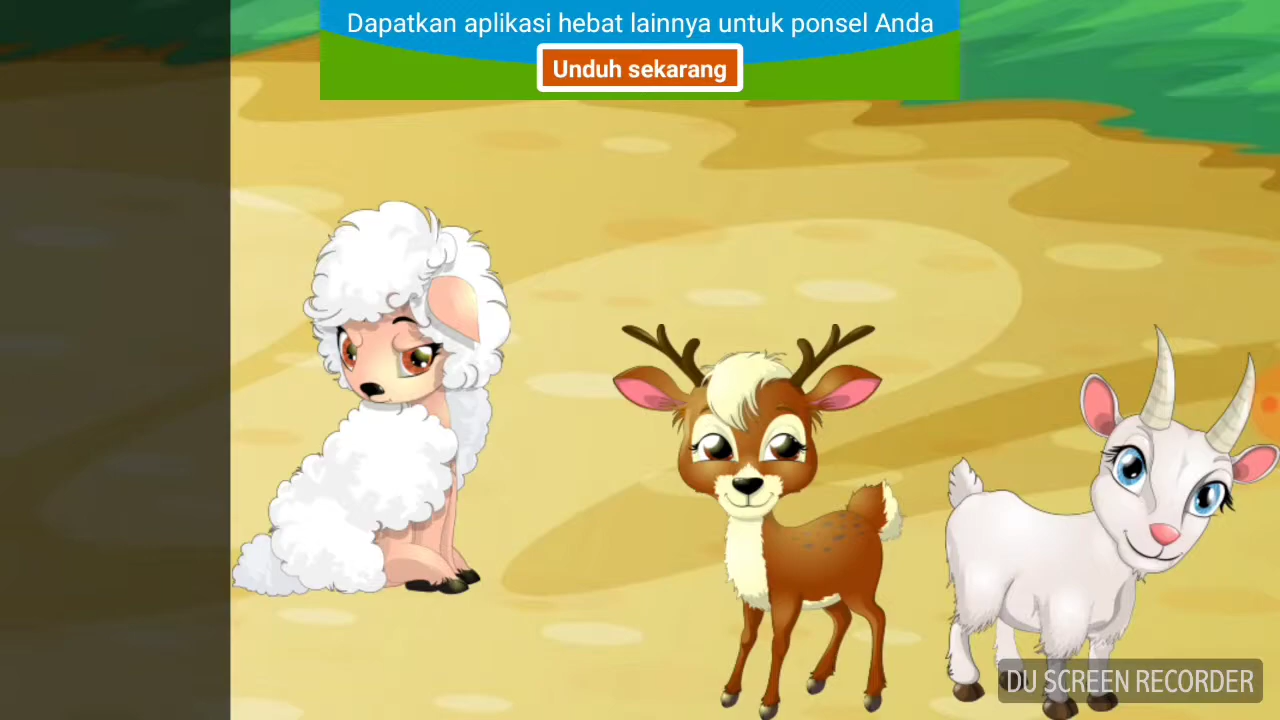 Dapatkan aplikasi hebat lainnya untuk ponsel Anda
Unduh sekarang
DU SCREEN RECORDER